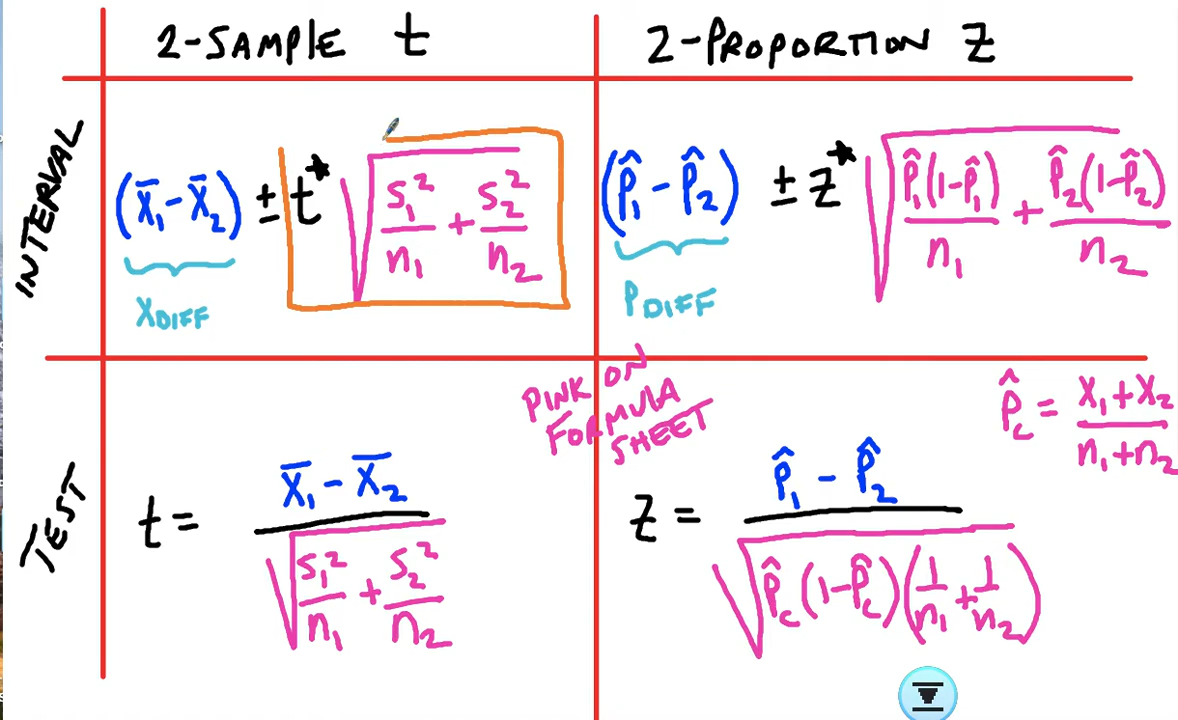 2-SAMPLE t
2-PROPORTION Z
INTERVAL
(x̄₁-x̄₂) ± t* √(s₁²/n₁ + s₂²/n₂)
XDIFF
(p̂₁-p̂₂) ± z* √(p̂₁(1-p̂₁)/n₁ + p̂₂(1-p̂₂)/n₂)
PDIFF
PINK ON
FORMULA
SHEET
p̂c = (x₁+x₂)/(n₁+n₂)
TEST
t = (x̄₁-x̄₂)/√(s₁²/n₁ + s₂²/n₂)
z = (p̂₁-p̂₂)/√(p̂c(1-p̂c)(1/n₁+1/n₂))